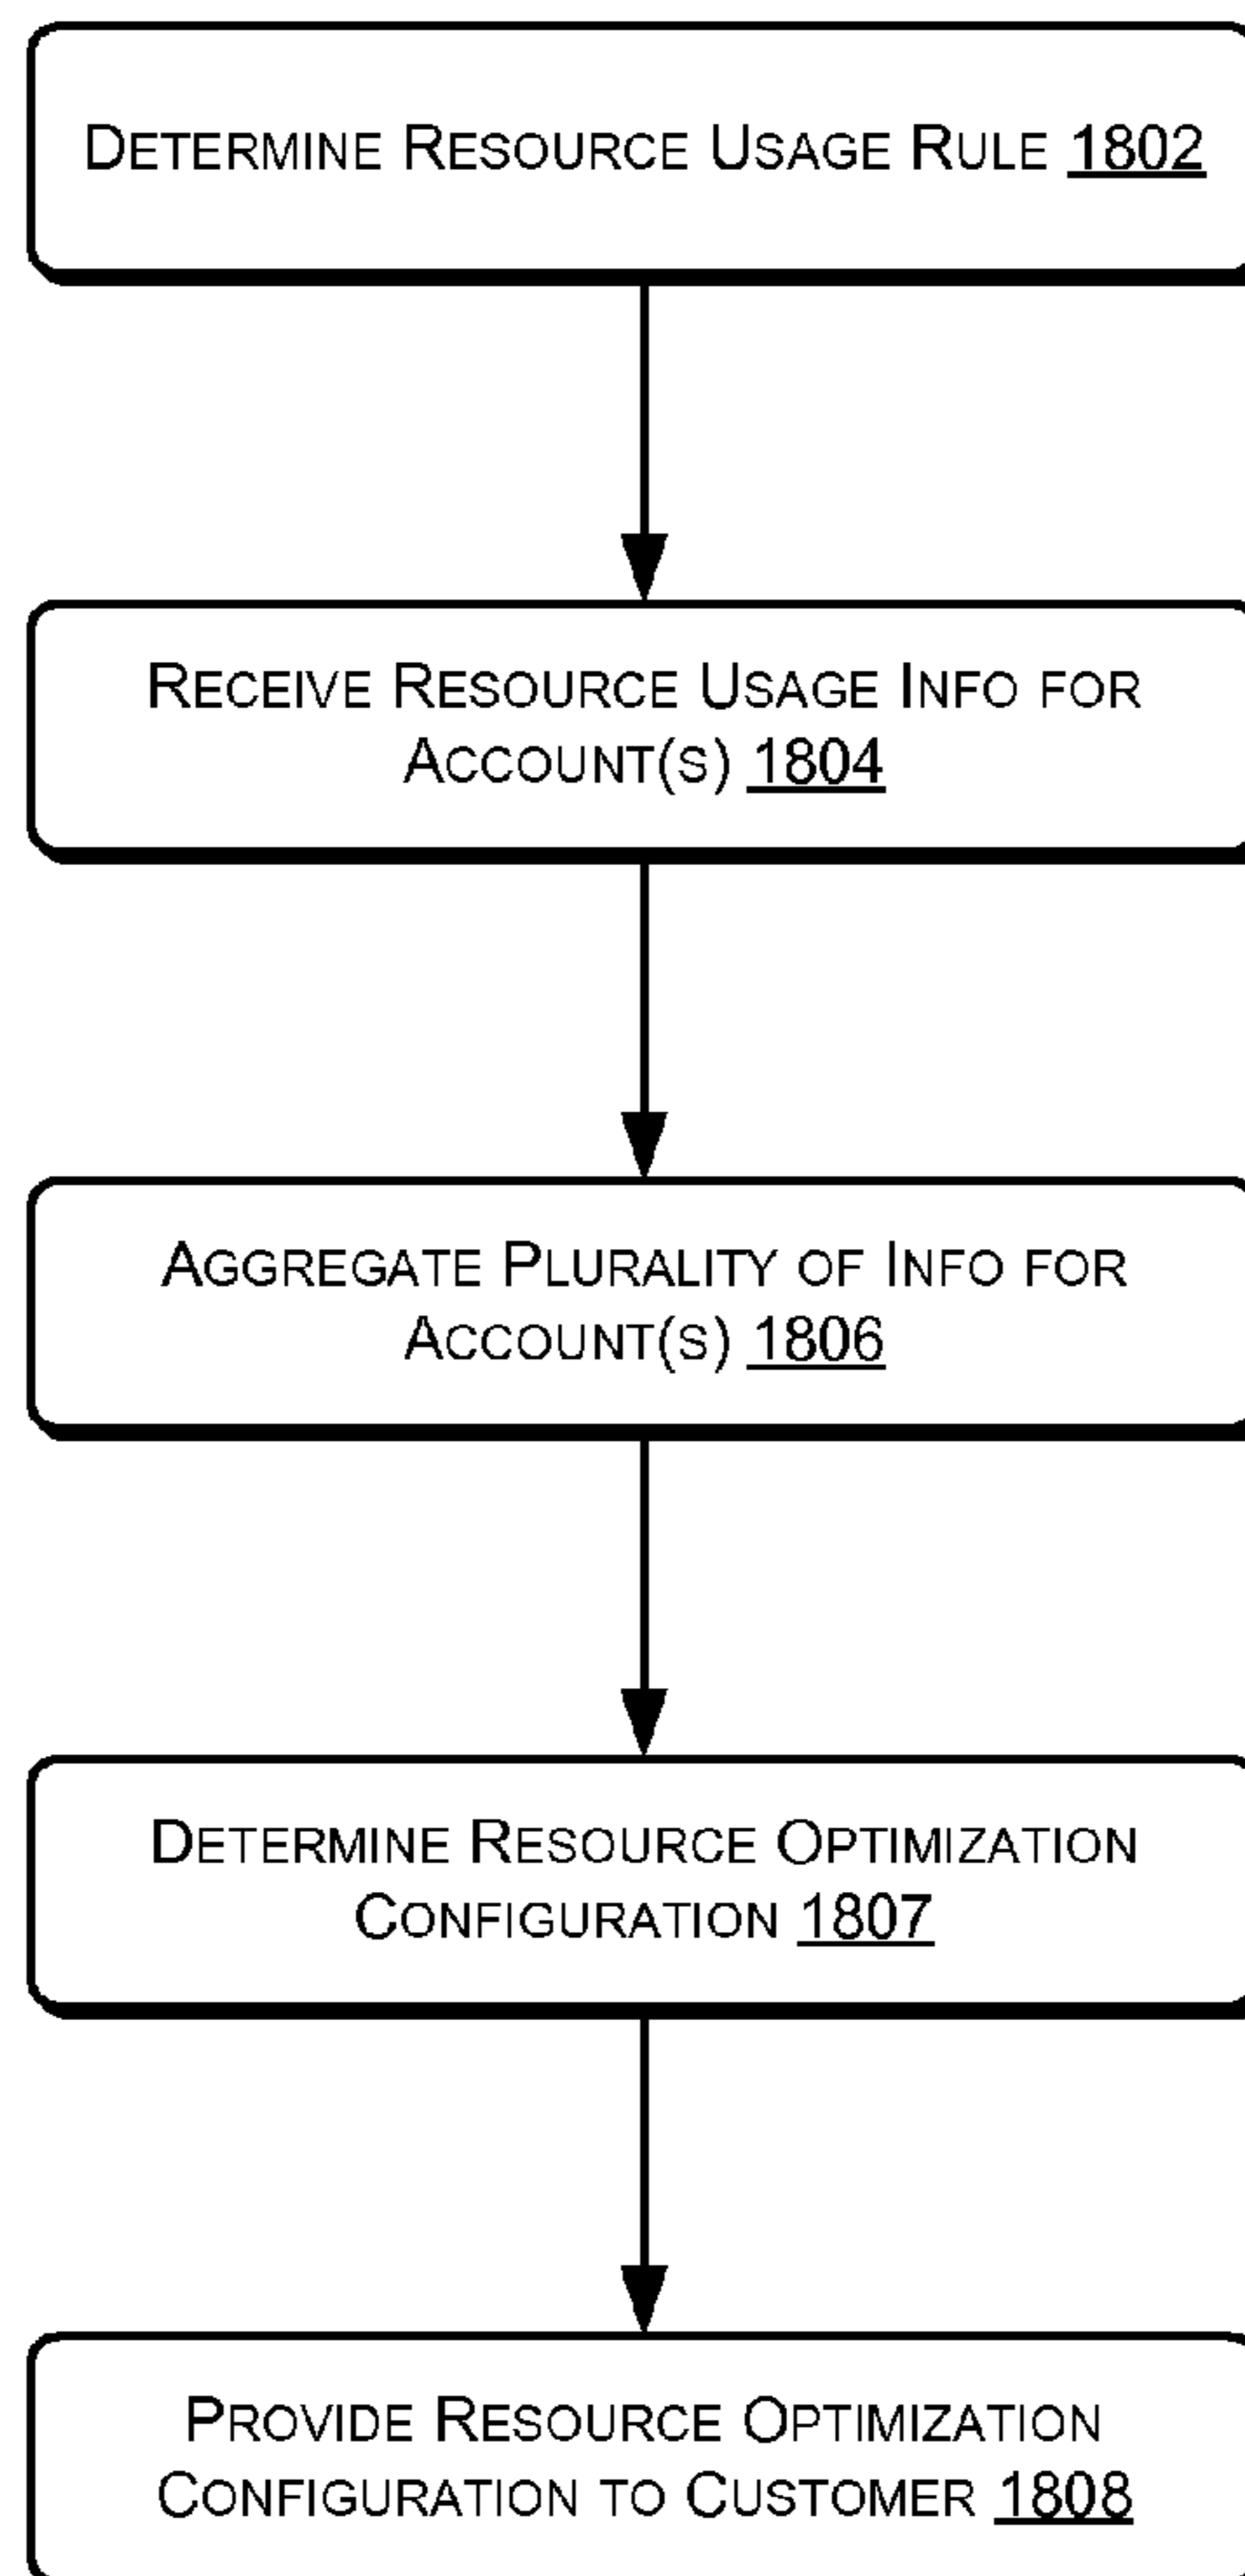 DETERMINE RESOURCE USAGE RULE 1802
RECEIVE RESOURCE USAGE INFO FOR
ACCOUNT(S) 1804
AGGREGATE PLURALITY OF INFO FOR
ACCOUNT(S) 1806
DETERMINE RESOURCE OPTIMIZATION
CONFIGURATION 1807
PROVIDE RESOURCE OPTIMIZATION
CONFIGURATION TO CUSTOMER 1808